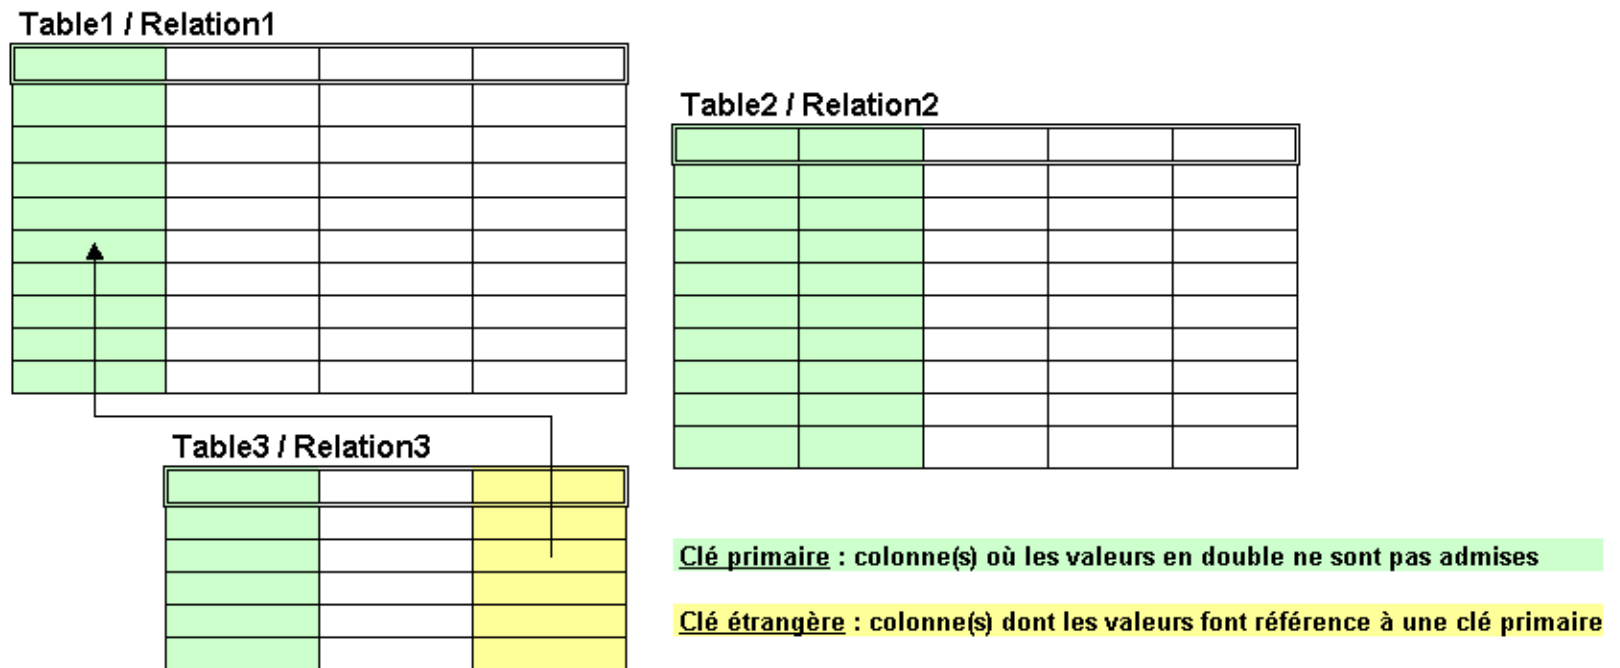 Table1 / Relation1
Table2 / Relation2
Table3 / Relation3
Clé primaire : colonne(s) où les valeurs en double ne sont pas admises
Clé étrangère : colonne(s) dont les valeurs font référence à une clé primaire